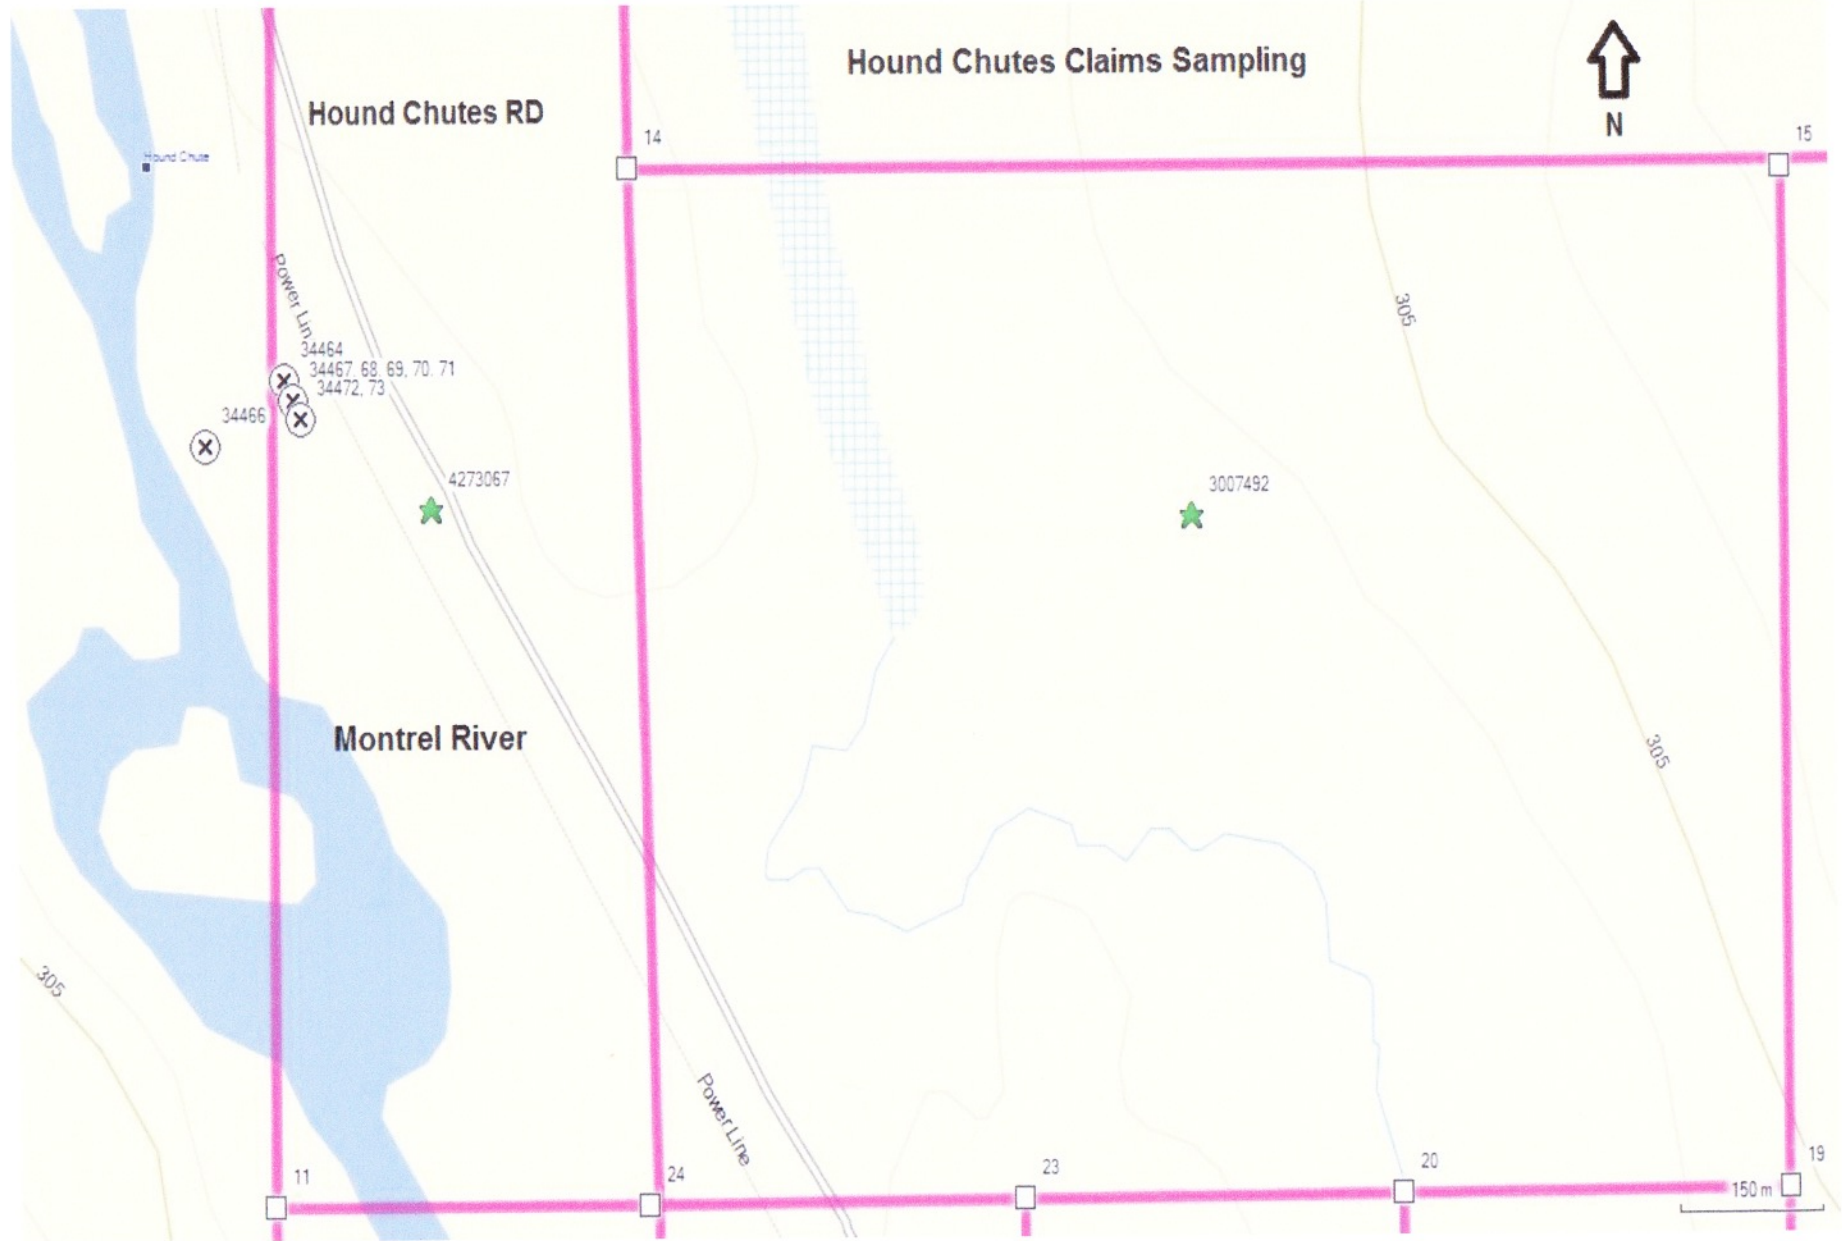 Hound Chutes Claims Sampling
N
Hound Chutes RD
14
15
Hound Chute
Power Lin
305
34464
34467, 68, 69, 70, 71
34472, 73
34466
4273067
3007492
Montrel River
305
305
Power Line
11
24
23
20
19
150 m